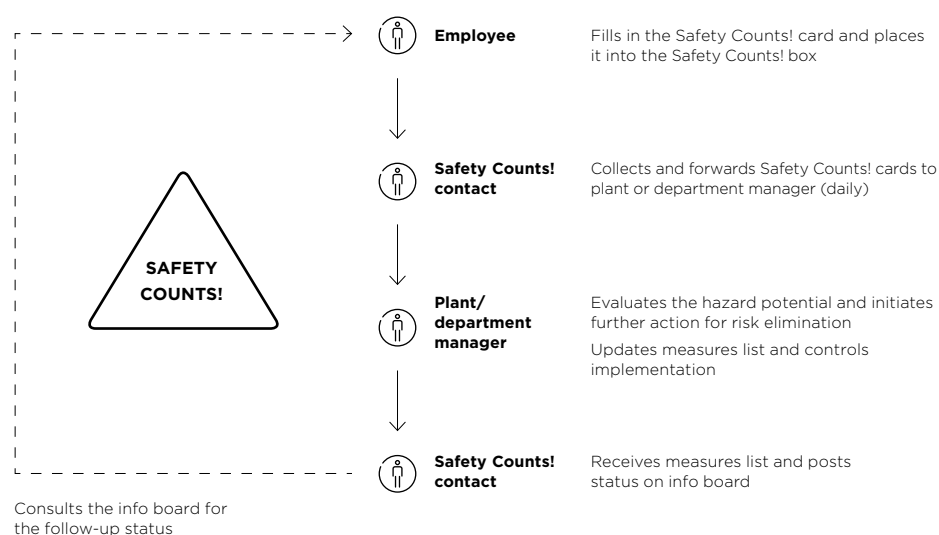 Employee
Fills in the Safety Counts! card and places
it into the Safety Counts! box
Safety Counts!
contact
Collects and forwards Safety Counts! cards to
plant or department manager (daily)
SAFETY
COUNTS!
Plant/
department
manager
Evaluates the hazard potential and initiates
further action for risk elimination
Updates measures list and controls
implementation
Safety Counts!
contact
Receives measures list and posts
status on info board
Consults the info board for
the follow-up status